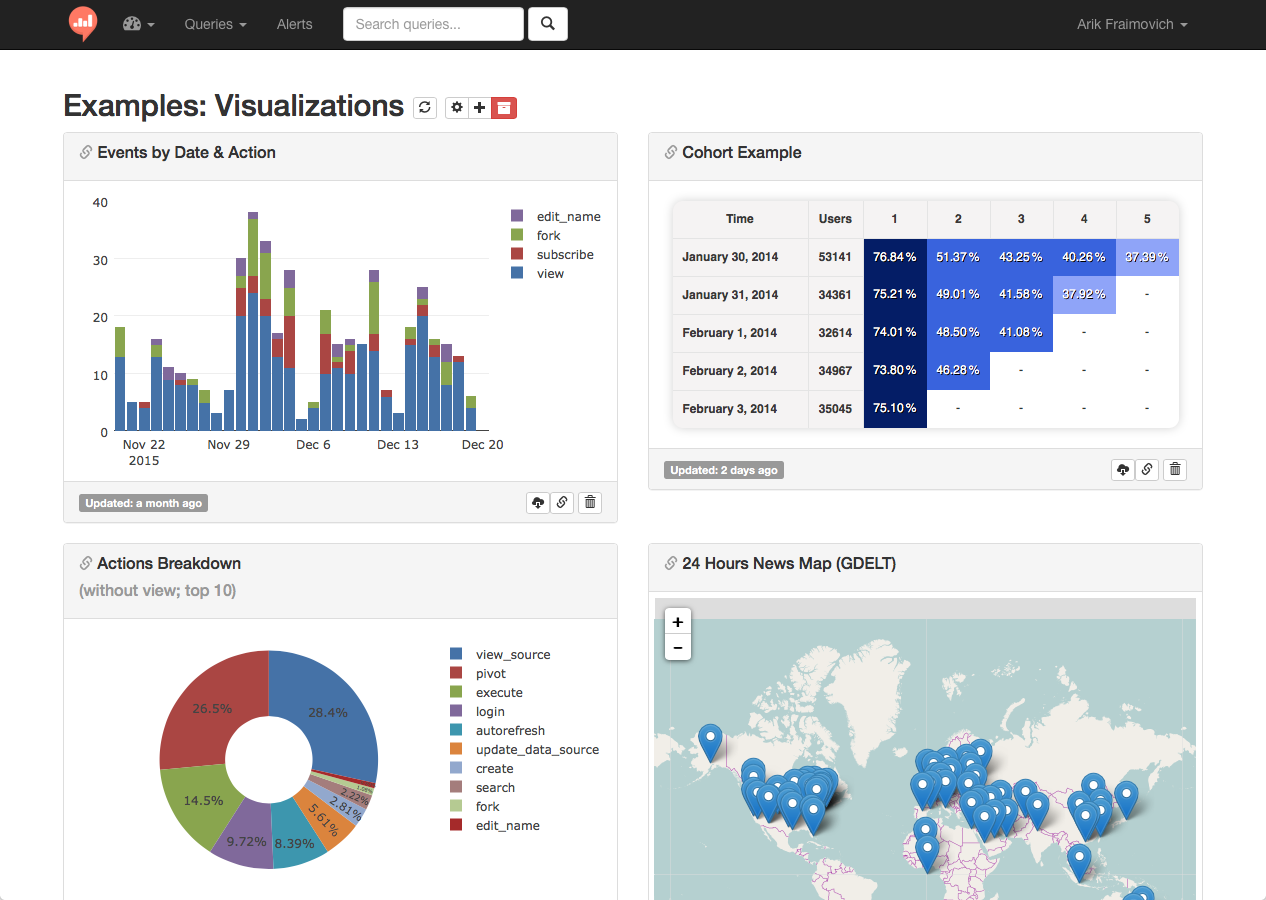 Queries
Alerts
Search queries...
Arik Fraimovich
Examples: Visualizations
Events by Date & Action
40
30
20
10
0
Nov 22
2015
Nov 29
Dec 6
Dec 13
Dec 20
edit_name
fork
subscribe
view
Updated: a month ago
Cohort Example
Time Users 1 2 3 4 5
January 30, 2014 53141 76.84% 51.37% 43.25% 40.26% 37.39%
January 31, 2014 34361 75.21% 49.01% 41.58% 37.92% -
February 1, 2014 32614 74.01% 48.50% 41.08% - -
February 2, 2014 34967 73.80% 46.28% - - -
February 3, 2014 35045 75.10% - - - -
Updated: 2 days ago
Actions Breakdown
(without view; top 10)
28.4%
26.5%
14.5%
9.72%
8.39%
5.61%
2.81%
2.22%
view_source
pivot
execute
login
autorefresh
update_data_source
create
search
fork
edit_name
24 Hours News Map (GDELT)
+
−